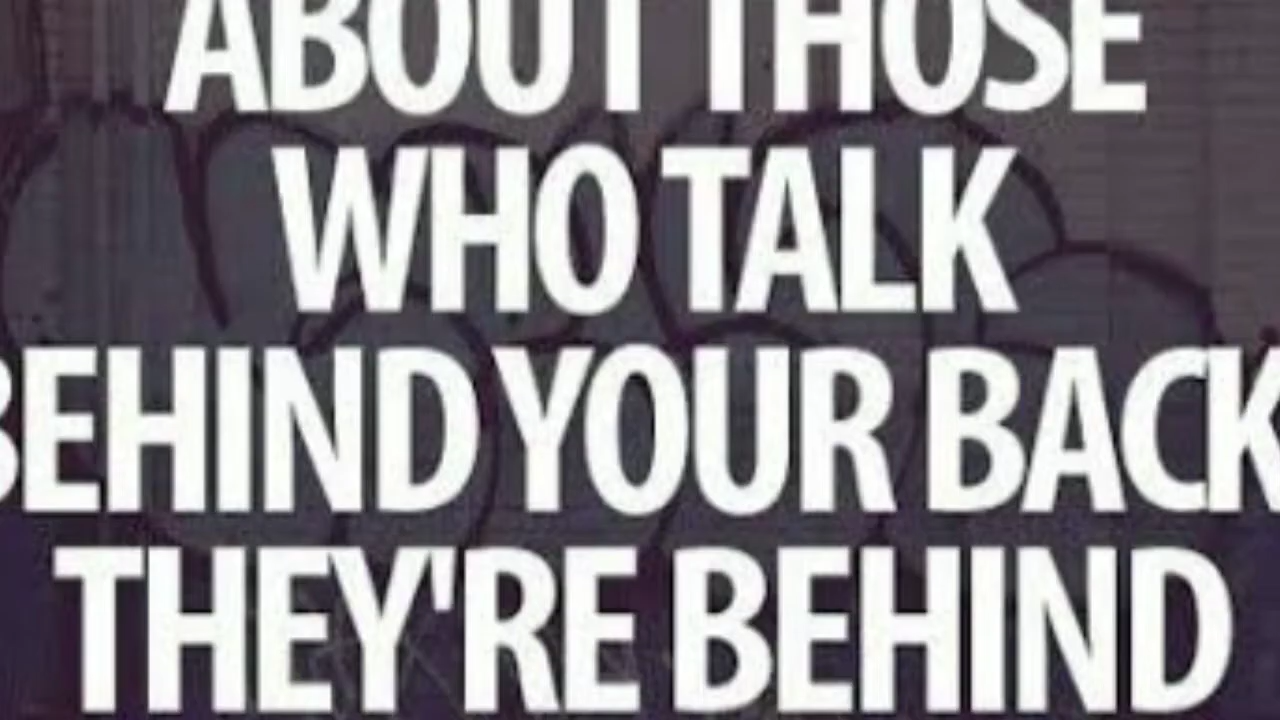 ABOUT THOSE
WHO TALK
BEHIND YOUR BACK
THEY'RE BEHIND